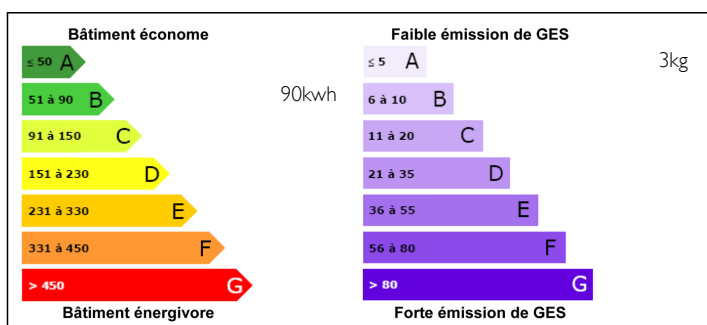 Bâtiment économe
≤ 50 A
51 à 90 B
90kwh
91 à 150 C
151 à 230 D
231 à 330 E
331 à 450 F
> 450 G
Bâtiment énergivore
Faible émission de GES
≤ 5 A
3kg
6 à 10 B
11 à 20 C
21 à 35 D
36 à 55 E
56 à 80 F
> 80 G
Forte émission de GES